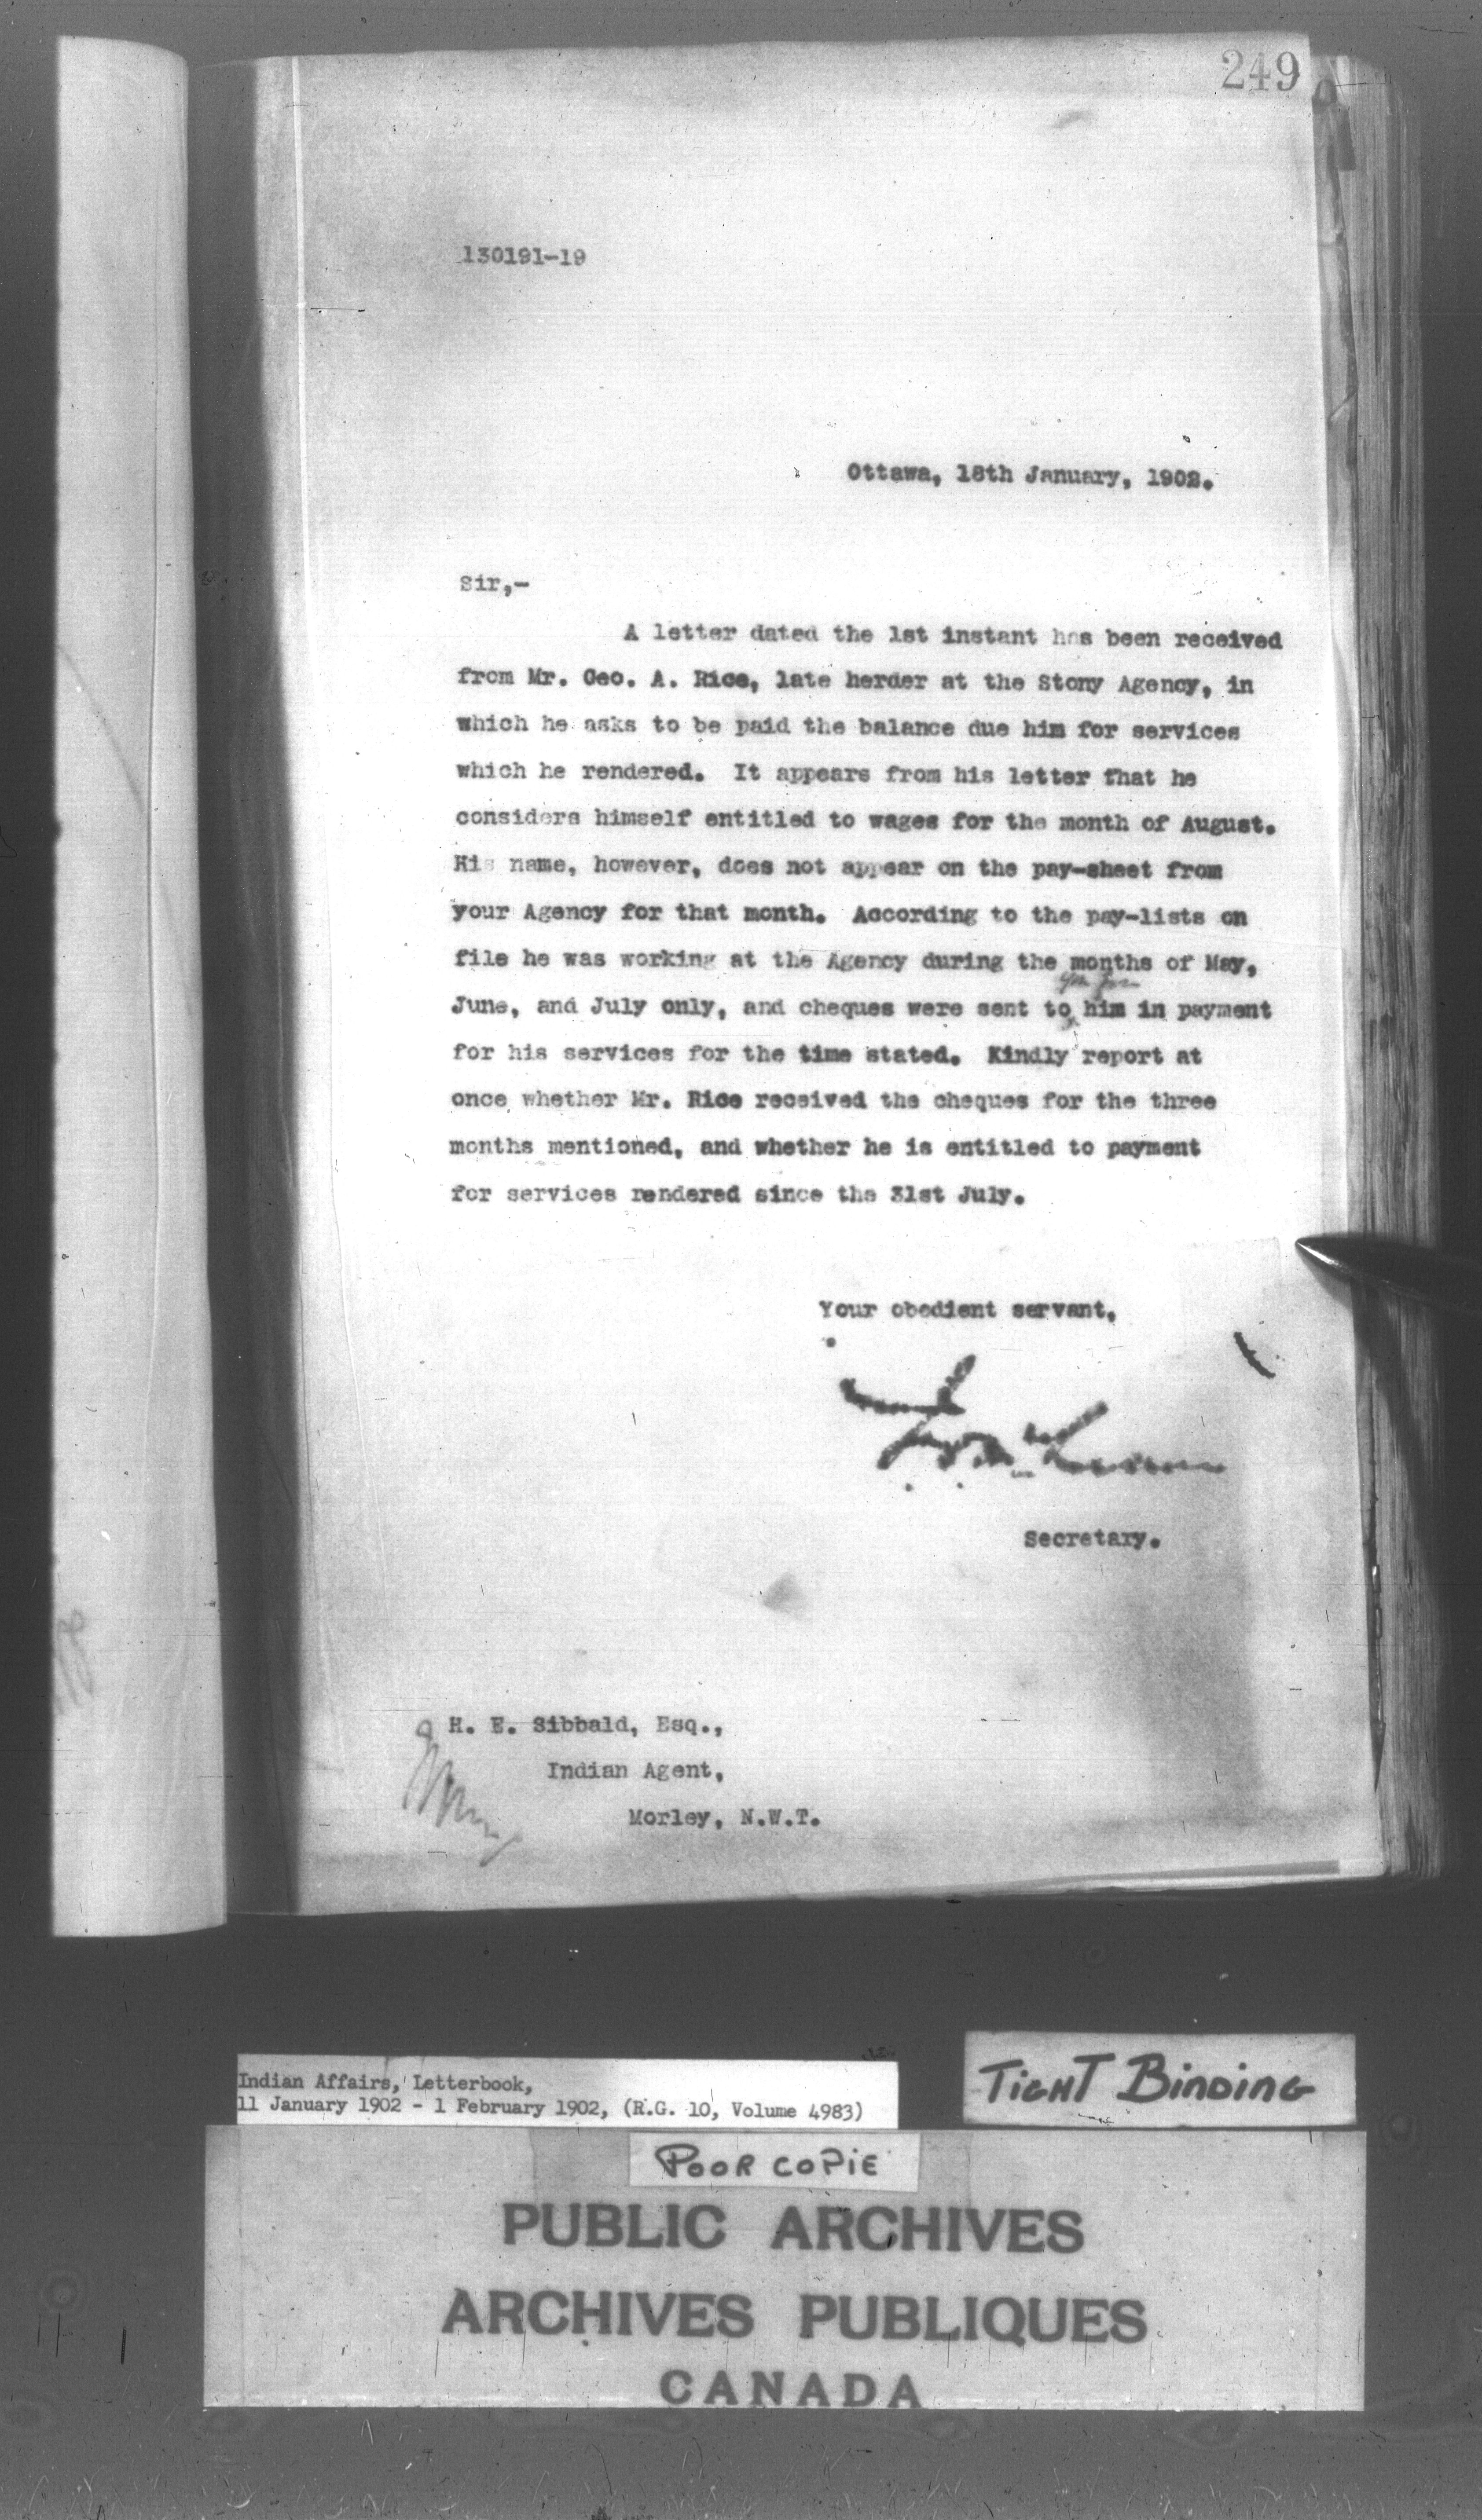 249
130191-19
Ottawa, 18th January, 1902.
Sir,-
A letter dated the 1st instant has been received
from Mr. Geo. A. Rice, late herder at the Stony Agency, in
which he asks to be paid the balance due him for services
which he rendered. It appears from his letter that he
considers himself entitled to wages for the month of August.
His name, however, does not appear on the pay-sheet from
your Agency for that month. According to the pay-lists on
file he was working at the Agency during the months of May,
you for
June, and July only, and cheques were sent to him in payment
for his services for the time stated. Kindly report at
once whether Mr. Rice received the cheques for the three
months mentioned, and whether he is entitled to payment
for services rendered since the 31st July.
Your obedient servant,
Secretary.
H. E. Sibbald, Esq.,
Indian Agent,
Morley, N.W.T.
Indian Affairs, Letterbook,
11 January 1902 - 1 February 1902, (R.G. 10, Volume 4983)
TIGHT BINDING
POOR COPIE
PUBLIC ARCHIVES
ARCHIVES PUBLIQUES
CANADA